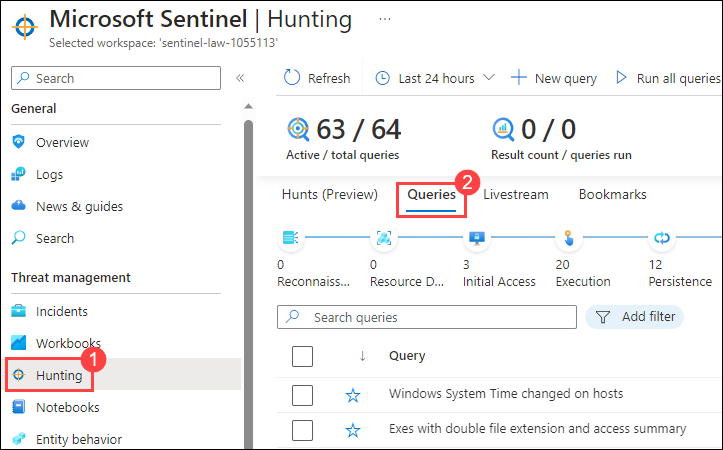 Microsoft Sentinel | Hunting ...
Selected workspace: 'sentinel-law-1055113'
Search
«
General
Overview
Logs
News & guides
Search
Threat management
Incidents
Workbooks
1
Hunting
Notebooks
Entity behavior
Refresh
Last 24 hours
New query
Run all queries
63 / 64
Active / total queries
0 / 0
Result count / queries run
2
Hunts (Preview)
Queries
Livestream
Bookmarks
0
Reconnaiss...
0
Resource D...
3
Initial Access
20
Execution
12
Persistence
Search queries
Add filter
↓ Query
Windows System Time changed on hosts
Exes with double file extension and access summary